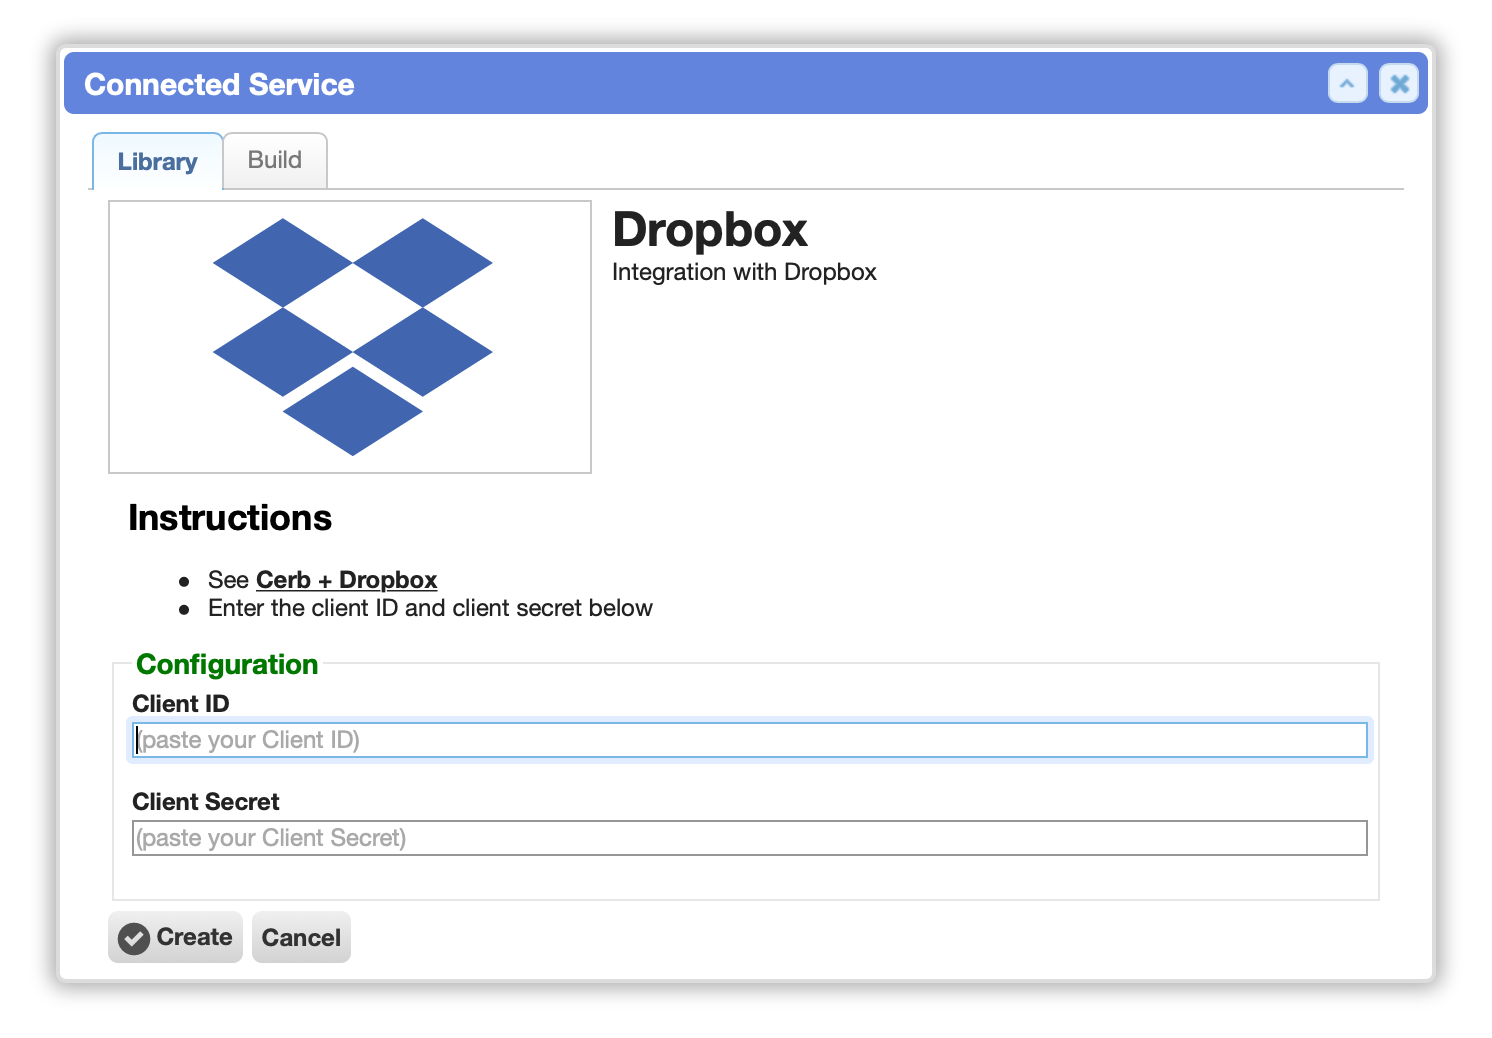 Connected Service
Library
Build
Dropbox
Integration with Dropbox
Instructions
See Cerb + Dropbox
Enter the client ID and client secret below
Configuration
Client ID
(paste your Client ID)
Client Secret
(paste your Client Secret)
Create
Cancel